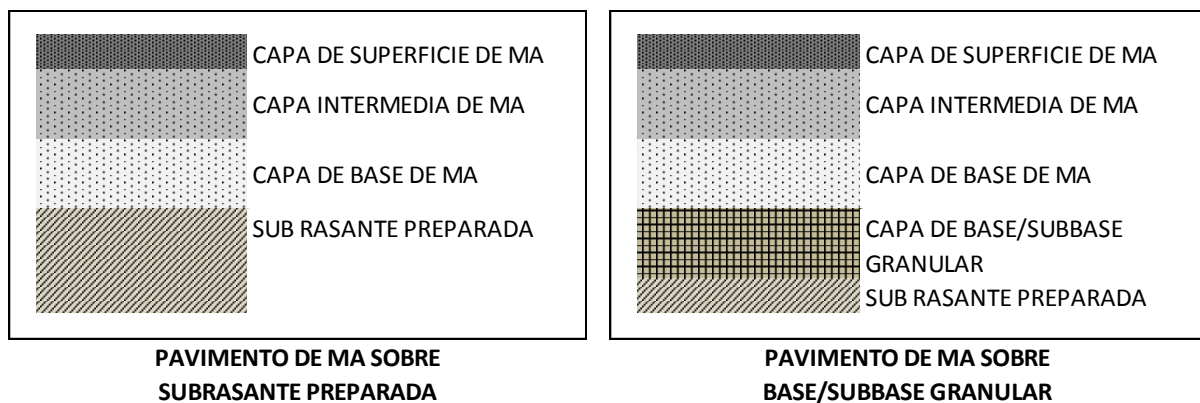 CAPA DE SUPERFICIE DE MA
CAPA INTERMEDIA DE MA
CAPA DE BASE DE MA
SUB RASANTE PREPARADA
PAVIMENTO DE MA SOBRE
SUBRASANTE PREPARADA
CAPA DE SUPERFICIE DE MA
CAPA INTERMEDIA DE MA
CAPA DE BASE DE MA
CAPA DE BASE/SUBBASE
GRANULAR
SUB RASANTE PREPARADA
PAVIMENTO DE MA SOBRE
BASE/SUBBASE GRANULAR